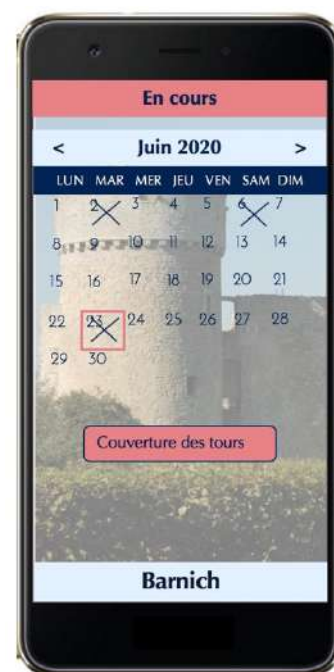 En cours
< Juin 2020 >
LUN MAR MER JEU VEN SAM DIM
1 2 3 4 5 6 7
8 9 10 11 12 13 14
15 16 17 18 19 20 21
22 23 24 25 26 27 28
29 30
Couverture des tours
Barnich